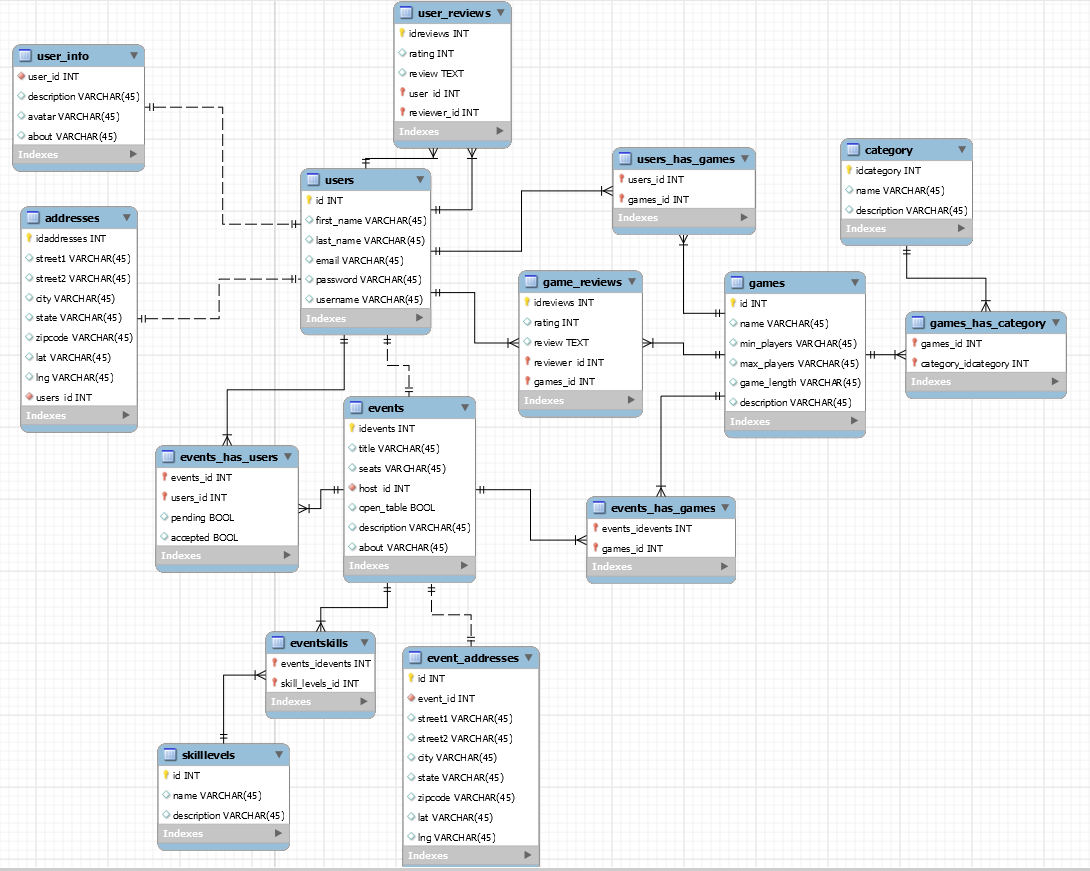 user_reviews
idreviews INT
rating INT
review TEXT
user_id INT
reviewer_id INT
Indexes
user_info
user_id INT
description VARCHAR(45)
avatar VARCHAR(45)
about VARCHAR(45)
Indexes
users_has_games
users_id INT
games_id INT
Indexes
category
idcategory INT
name VARCHAR(45)
description VARCHAR(45)
Indexes
users
id INT
first_name VARCHAR(45)
last_name VARCHAR(45)
email VARCHAR(45)
password VARCHAR(45)
username VARCHAR(45)
Indexes
addresses
idaddresses INT
street1 VARCHAR(45)
street2 VARCHAR(45)
city VARCHAR(45)
state VARCHAR(45)
zipcode VARCHAR(45)
lat VARCHAR(45)
lng VARCHAR(45)
users_id INT
Indexes
game_reviews
idreviews INT
rating INT
review TEXT
reviewer_id INT
games_id INT
Indexes
games
id INT
name VARCHAR(45)
min_players VARCHAR(45)
max_players VARCHAR(45)
game_length VARCHAR(45)
description VARCHAR(45)
Indexes
games_has_category
games_id INT
category_idcategory INT
Indexes
events
idevents INT
title VARCHAR(45)
seats VARCHAR(45)
host_id INT
open_table BOOL
description VARCHAR(45)
about VARCHAR(45)
Indexes
events_has_users
events_id INT
users_id INT
pending BOOL
accepted BOOL
Indexes
events_has_games
events_idevents INT
games_id INT
Indexes
eventskills
events_idevents INT
skill_levels_id INT
Indexes
event_addresses
id INT
event_id INT
street1 VARCHAR(45)
street2 VARCHAR(45)
city VARCHAR(45)
state VARCHAR(45)
zipcode VARCHAR(45)
lat VARCHAR(45)
lng VARCHAR(45)
Indexes
skilllevels
id INT
name VARCHAR(45)
description VARCHAR(45)
Indexes